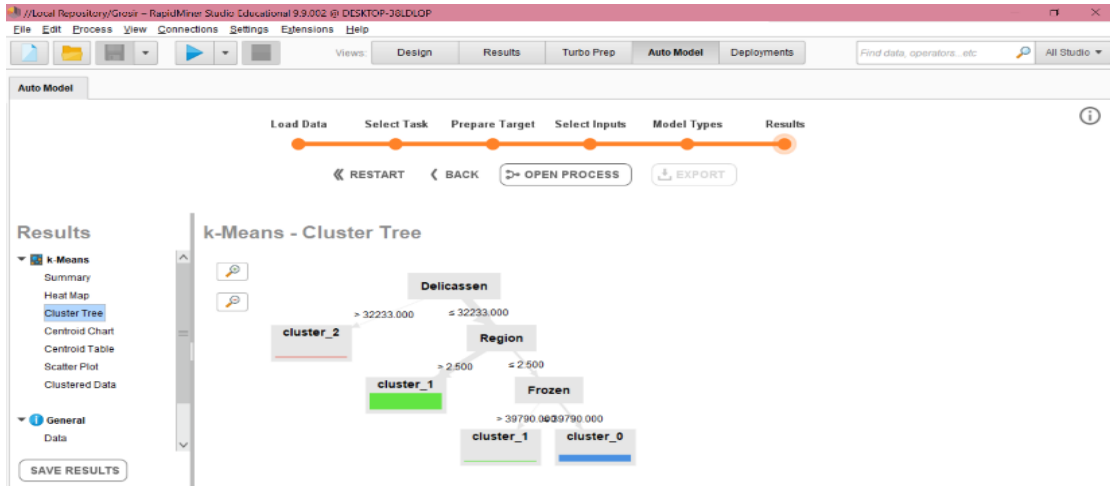 //Local Repository/Grosir – RapidMiner Studio Educational 9.9.002 @ DESKTOP-J8LDLOP
File Edit Process View Connections Settings Extensions Help
Views: Design Results Turbo Prep Auto Model Deployments Find data, operators...etc All Studio
Auto Model
Load Data Select Task Prepare Target Select Inputs Model Types Results
RESTART BACK OPEN PROCESS EXPORT
Results
k-Means
Summary
Heat Map
Cluster Tree
Centroid Chart
Centroid Table
Scatter Plot
Clustered Data
General
Data
SAVE RESULTS
k-Means - Cluster Tree
Delicassen
> 32233.000 ≤ 32233.000
cluster_2 Region
> 2.500 ≤ 2.500
cluster_1 Frozen
> 39790.000 39790.000
cluster_1 cluster_0